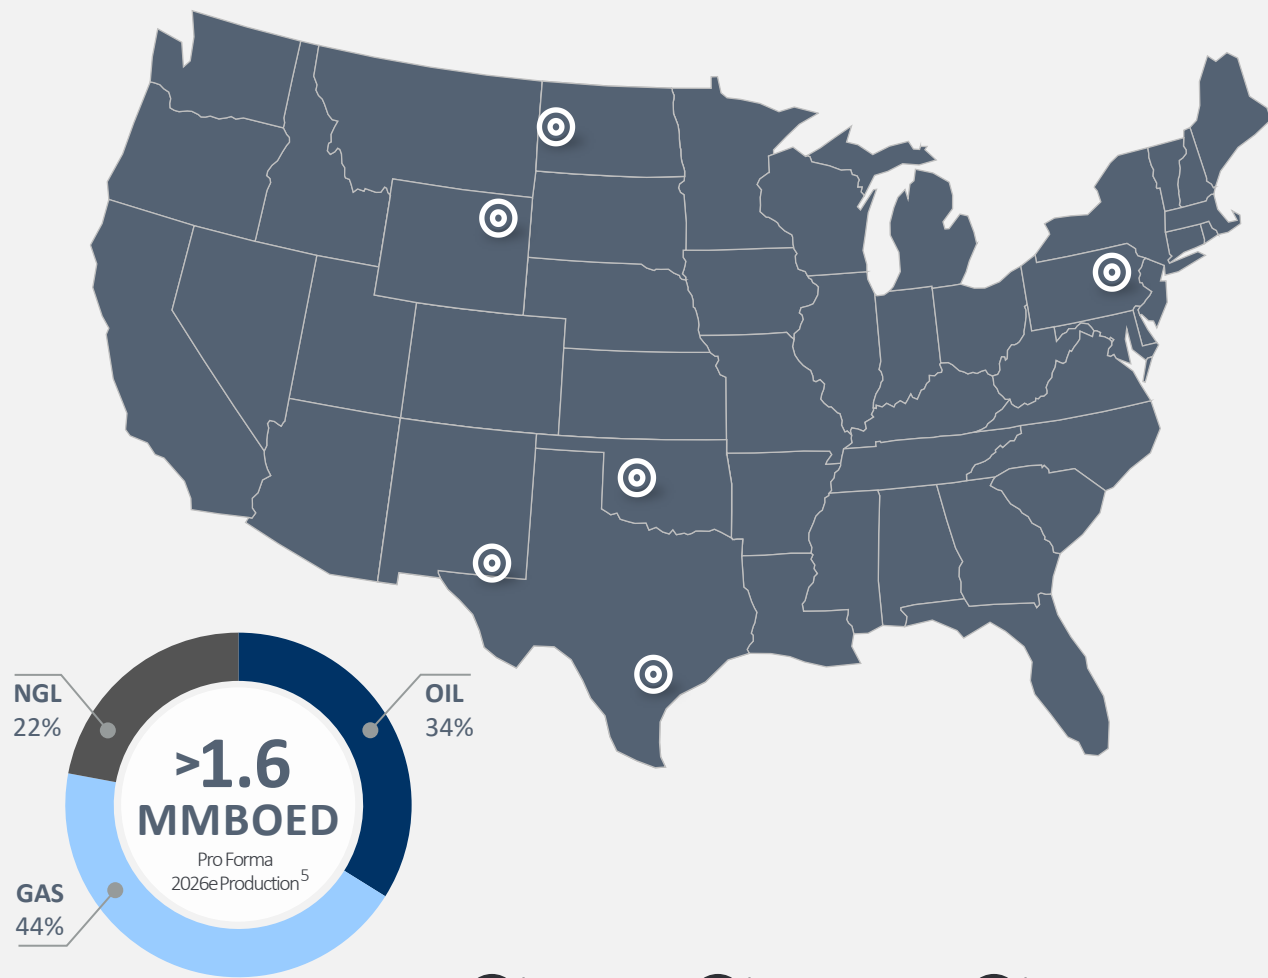 NGL
22%
OIL
34%
>1.6
MMBOED
Pro Forma
2026e Production5
GAS
44%